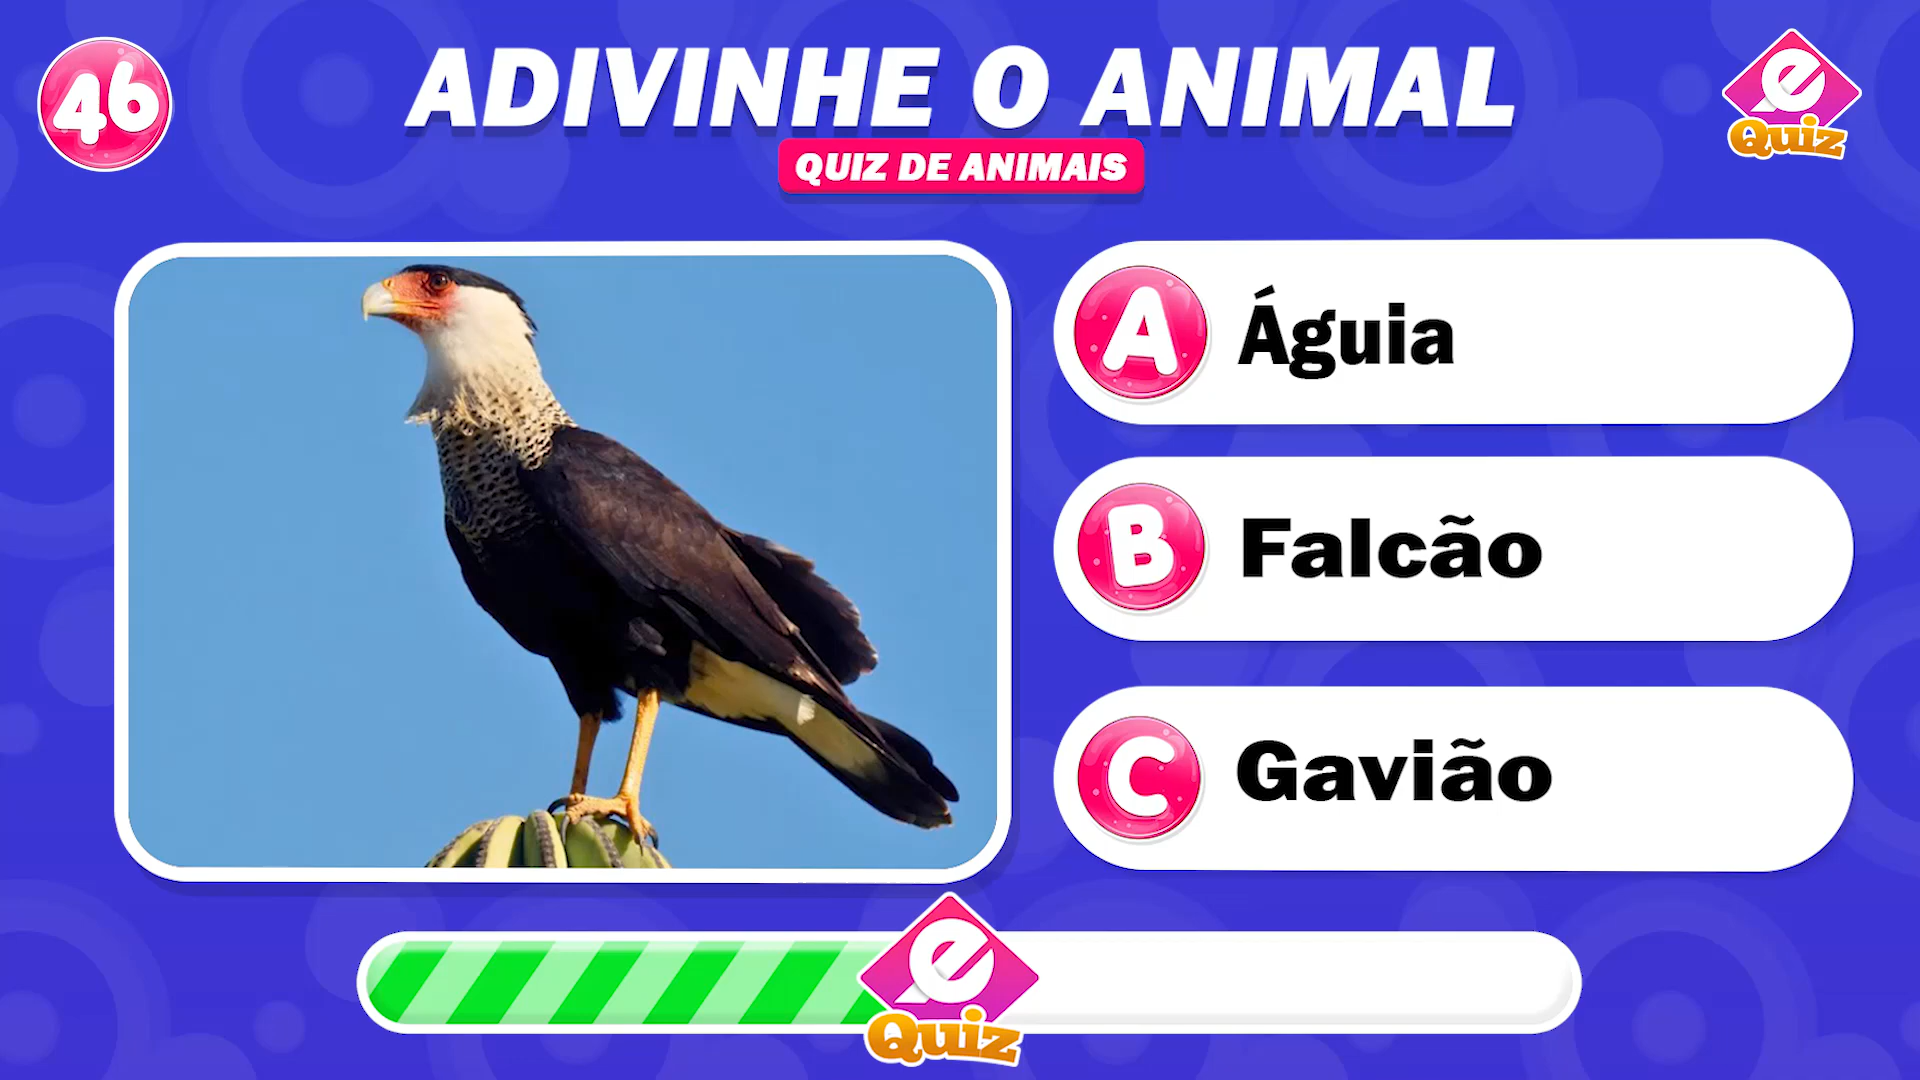 46
ADIVINHE O ANIMAL
QUIZ DE ANIMAIS
e
Quiz
A
Águia
B
Falcão
C
Gavião
e
Quiz